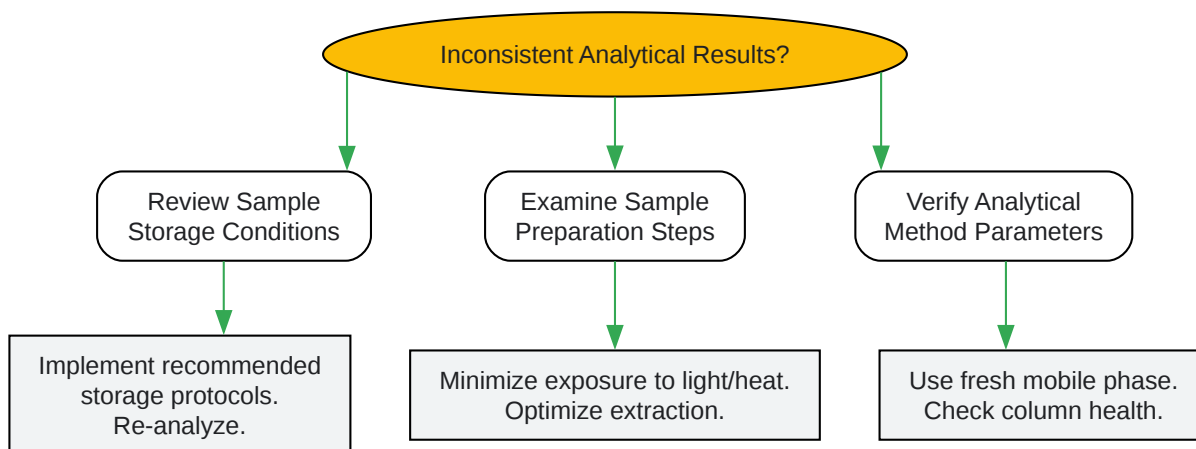 Inconsistent Analytical Results?
Review Sample
Storage Conditions
Examine Sample
Preparation Steps
Verify Analytical
Method Parameters
Implement recommended
storage protocols.
Re-analyze.
Minimize exposure to light/heat.
Optimize extraction.
Use fresh mobile phase.
Check column health.